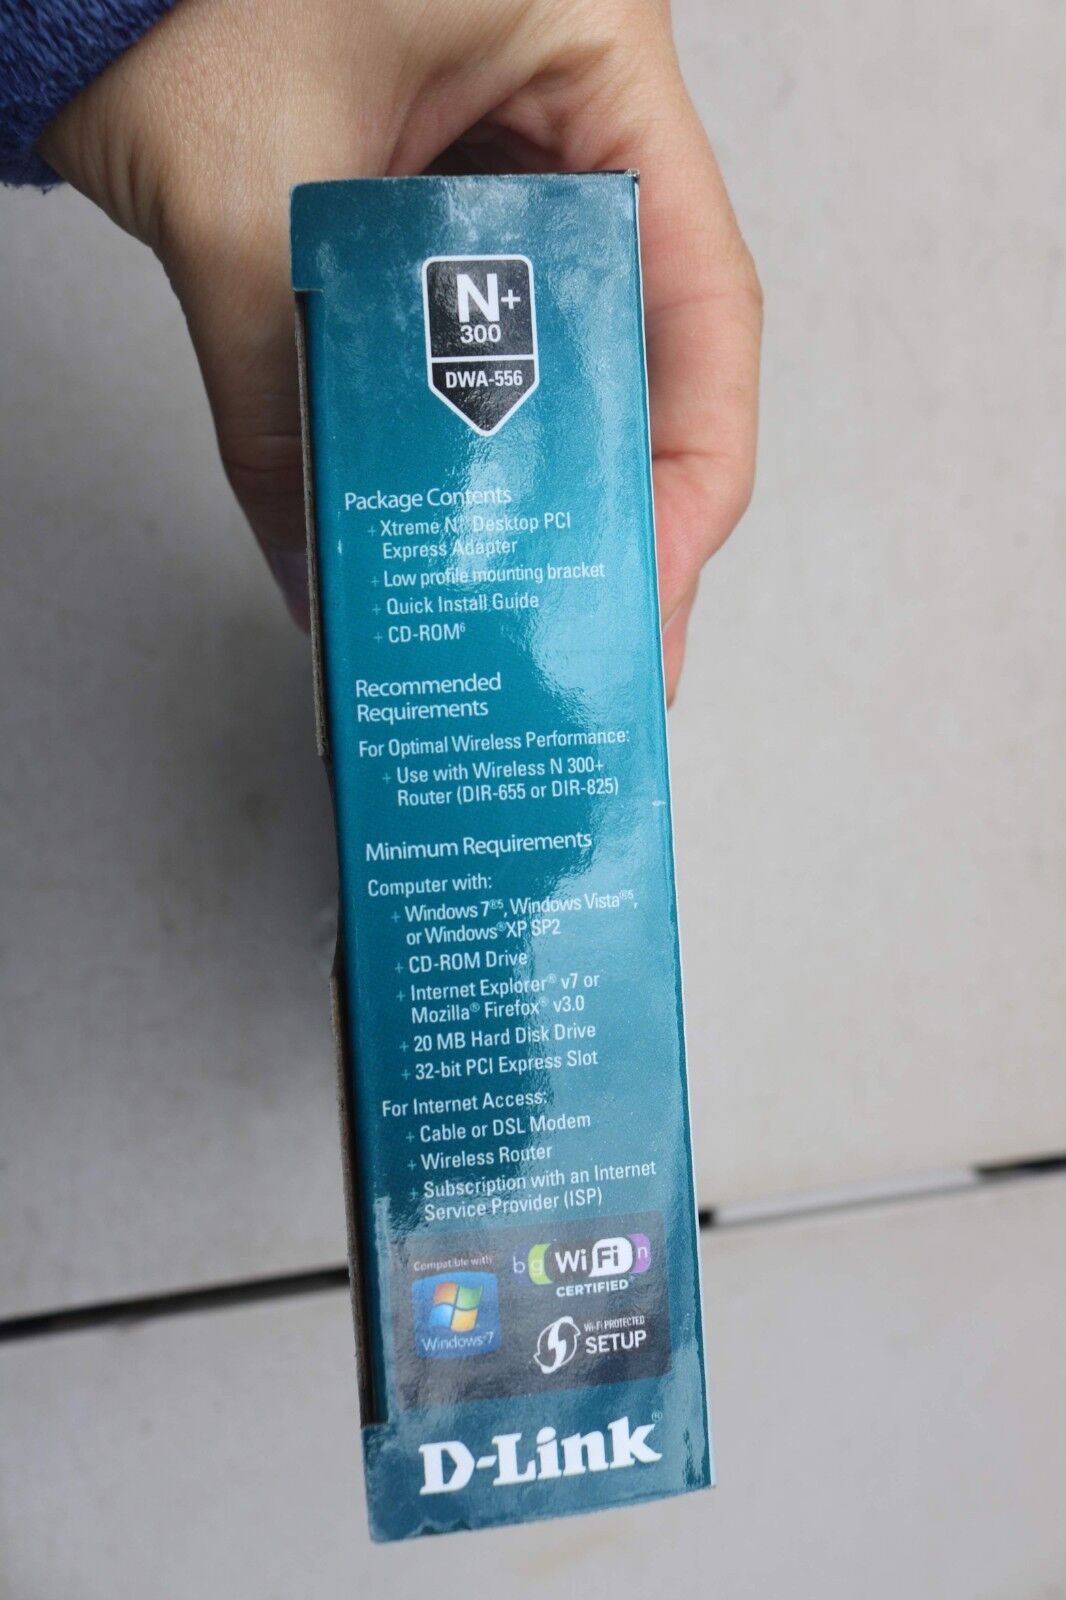 N+
300
DWA-556
Package Contents
+ Xtreme N™ Desktop PCI
Express Adapter
+ Low profile mounting bracket
+ Quick Install Guide
+ CD-ROM⁶
Recommended
Requirements
For Optimal Wireless Performance:
+ Use with Wireless N 300+
Router (DIR-655 or DIR-825)
Minimum Requirements
Computer with:
+ Windows 7®⁵, Windows Vista®⁵,
or Windows® XP SP2
+ CD-ROM Drive
+ Internet Explorer® v7 or
Mozilla® Firefox® v3.0
+ 20 MB Hard Disk Drive
+ 32-bit PCI Express Slot
For Internet Access:
+ Cable or DSL Modem
+ Wireless Router
+ Subscription with an Internet
Service Provider (ISP)
Compatible with
Windows® 7
b g Wi Fi n
CERTIFIED
Wi-Fi PROTECTED
SETUP
D-Link®